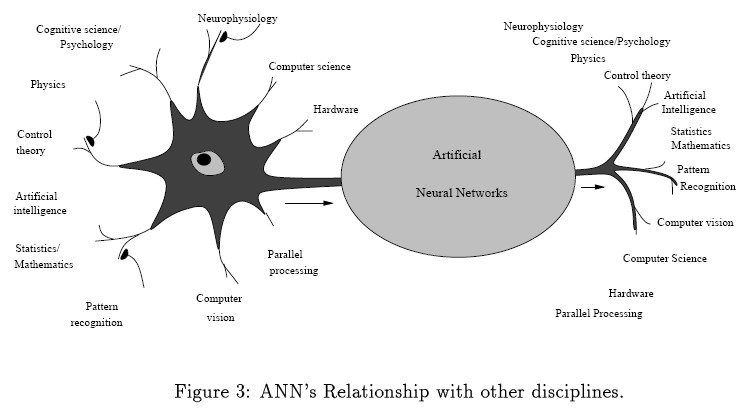 Neurophysiology
Cognitive science/
Psychology
Computer science
Physics
Hardware
Control
theory
Artificial
intelligence
Statistics/
Mathematics
Parallel
processing
Pattern
recognition
Computer
vision
Artificial
Neural Networks
Neurophysiology
Cognitive science/Psychology
Physics
Control theory
Artificial
Intelligence
Statistics
Mathematics
Pattern
Recognition
Computer vision
Computer Science
Hardware
Parallel Processing
Figure 3: ANN's Relationship with other disciplines.